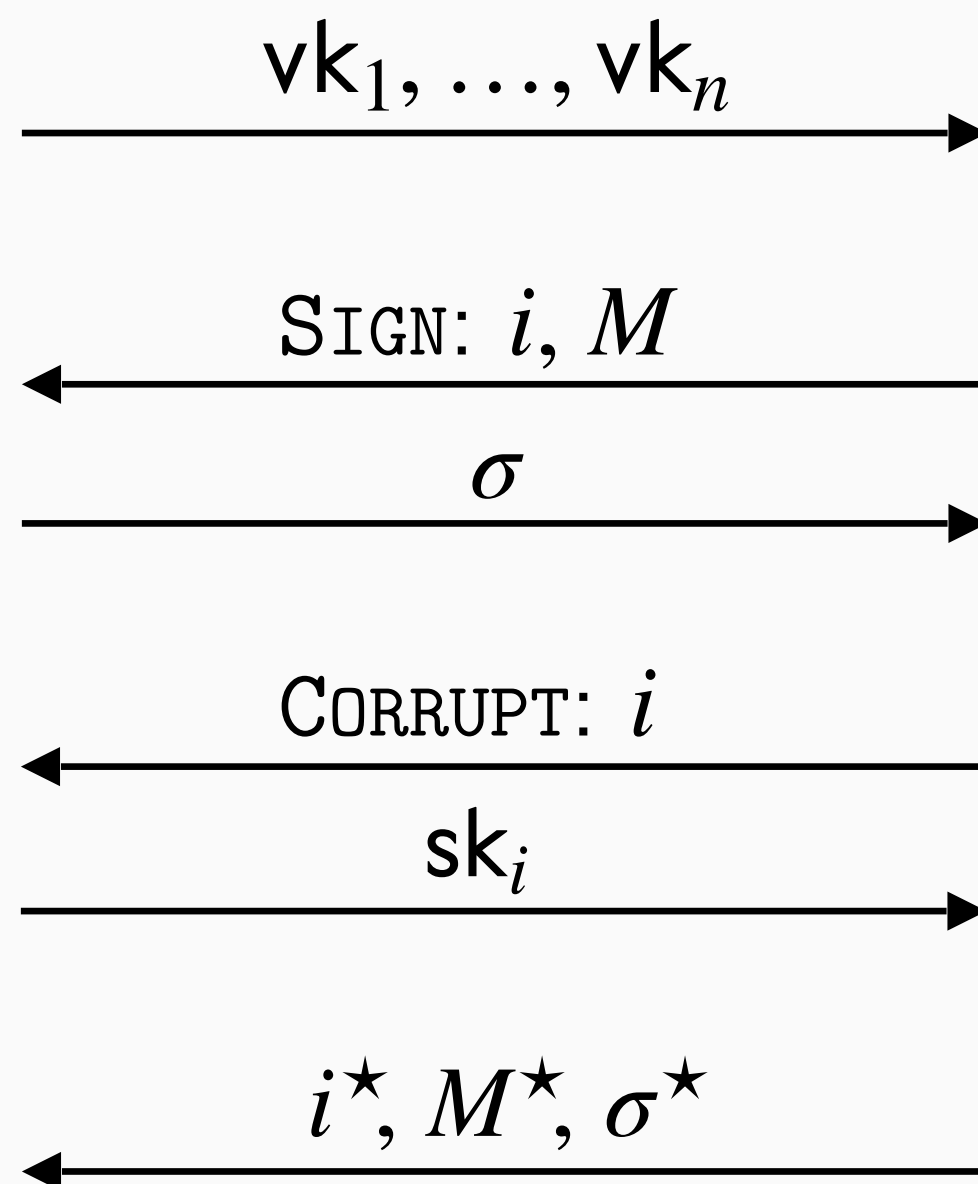 vk₁, …, vkₙ
SIGN: i, M
σ
CORRUPT: i
skᵢ
i★, M★, σ★